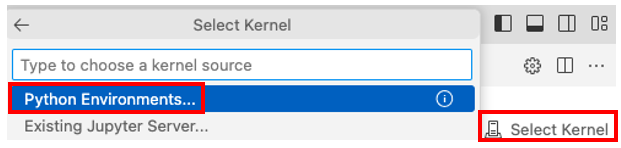 Select Kernel
Type to choose a kernel source
Python Environments...
Existing Jupyter Server...
Select Kernel